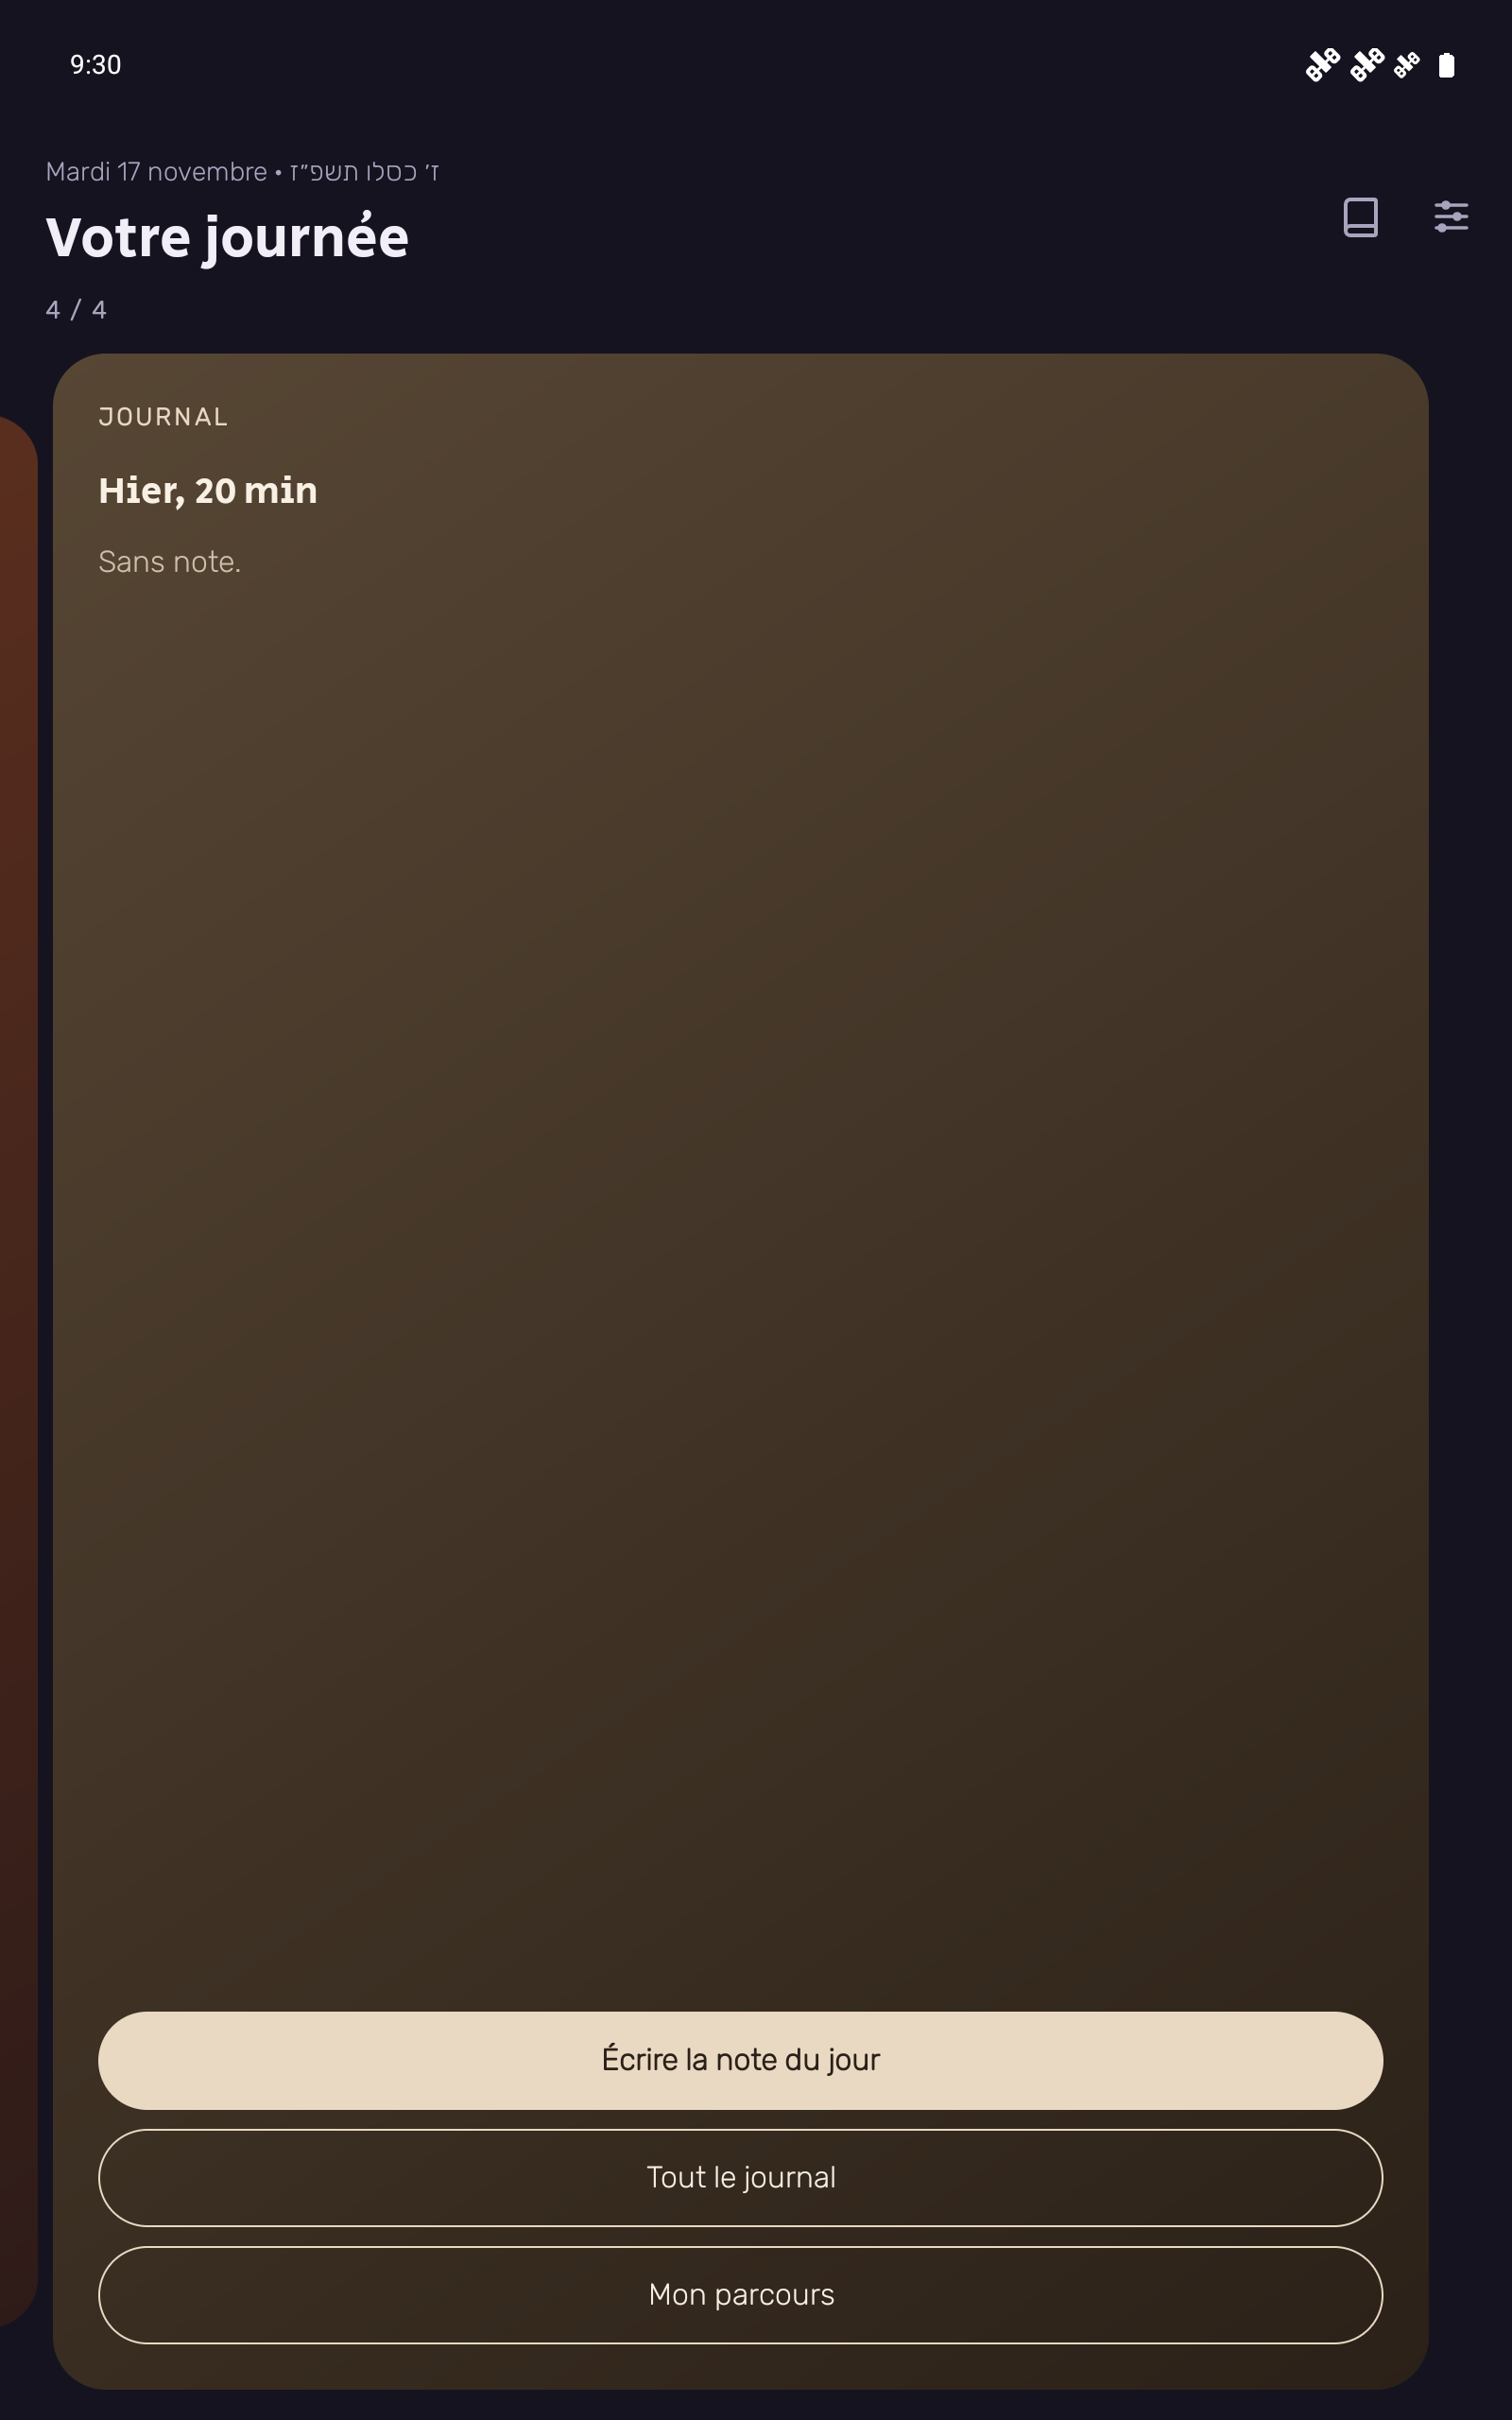 9:30
Mardi 17 novembre • ז׳ כסלו תשפ״ז
Votre journée
4 / 4
JOURNAL
Hier, 20 min
Sans note.
Écrire la note du jour
Tout le journal
Mon parcours